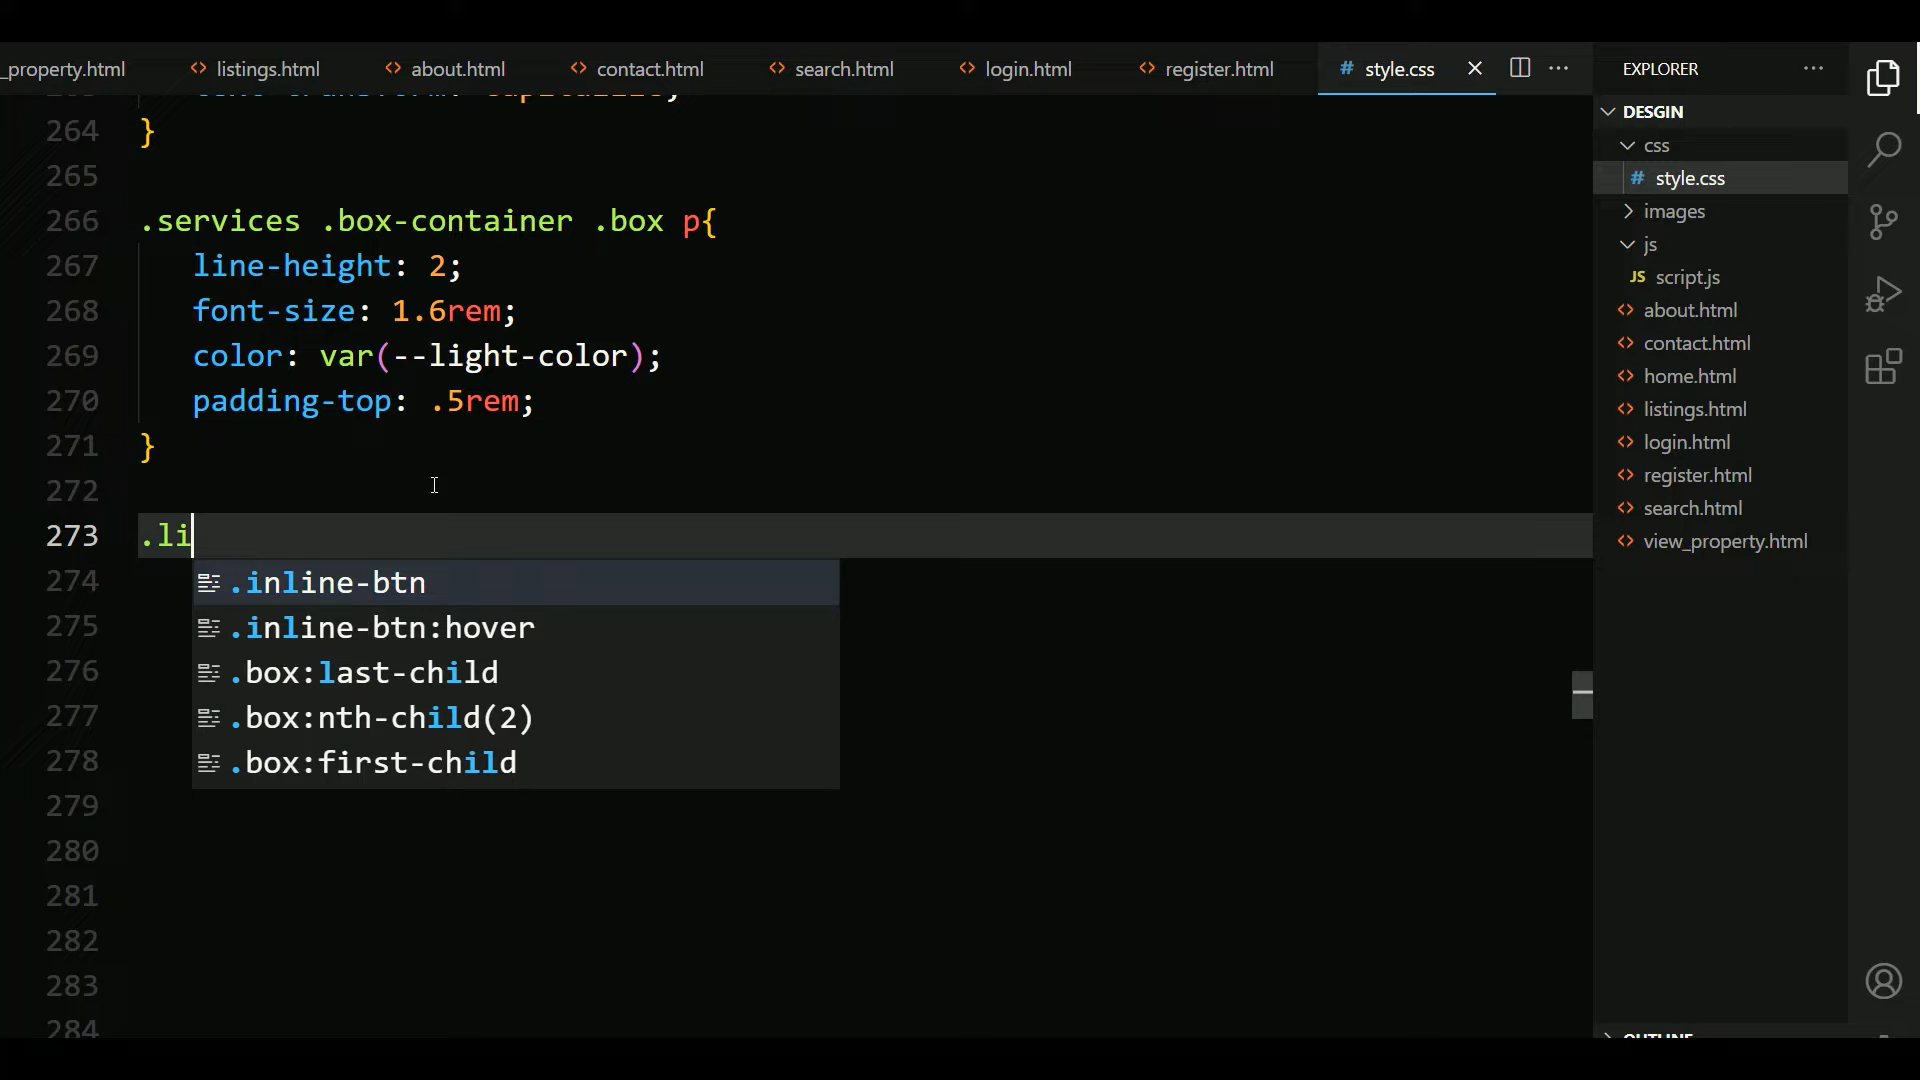 _property.html
listings.html
about.html
contact.html
search.html
login.html
register.html
# style.css
264 }
265
266 .services .box-container .box p{
267 line-height: 2;
268 font-size: 1.6rem;
269 color: var(--light-color);
270 padding-top: .5rem;
271 }
272
273 .li
274
275
276
277
278
279
280
281
282
283
284
.inline-btn
.inline-btn:hover
.box:last-child
.box:nth-child(2)
.box:first-child
EXPLORER
DESGIN
css
# style.css
images
js
JS script.js
about.html
contact.html
home.html
listings.html
login.html
register.html
search.html
view_property.html
OUTLINE